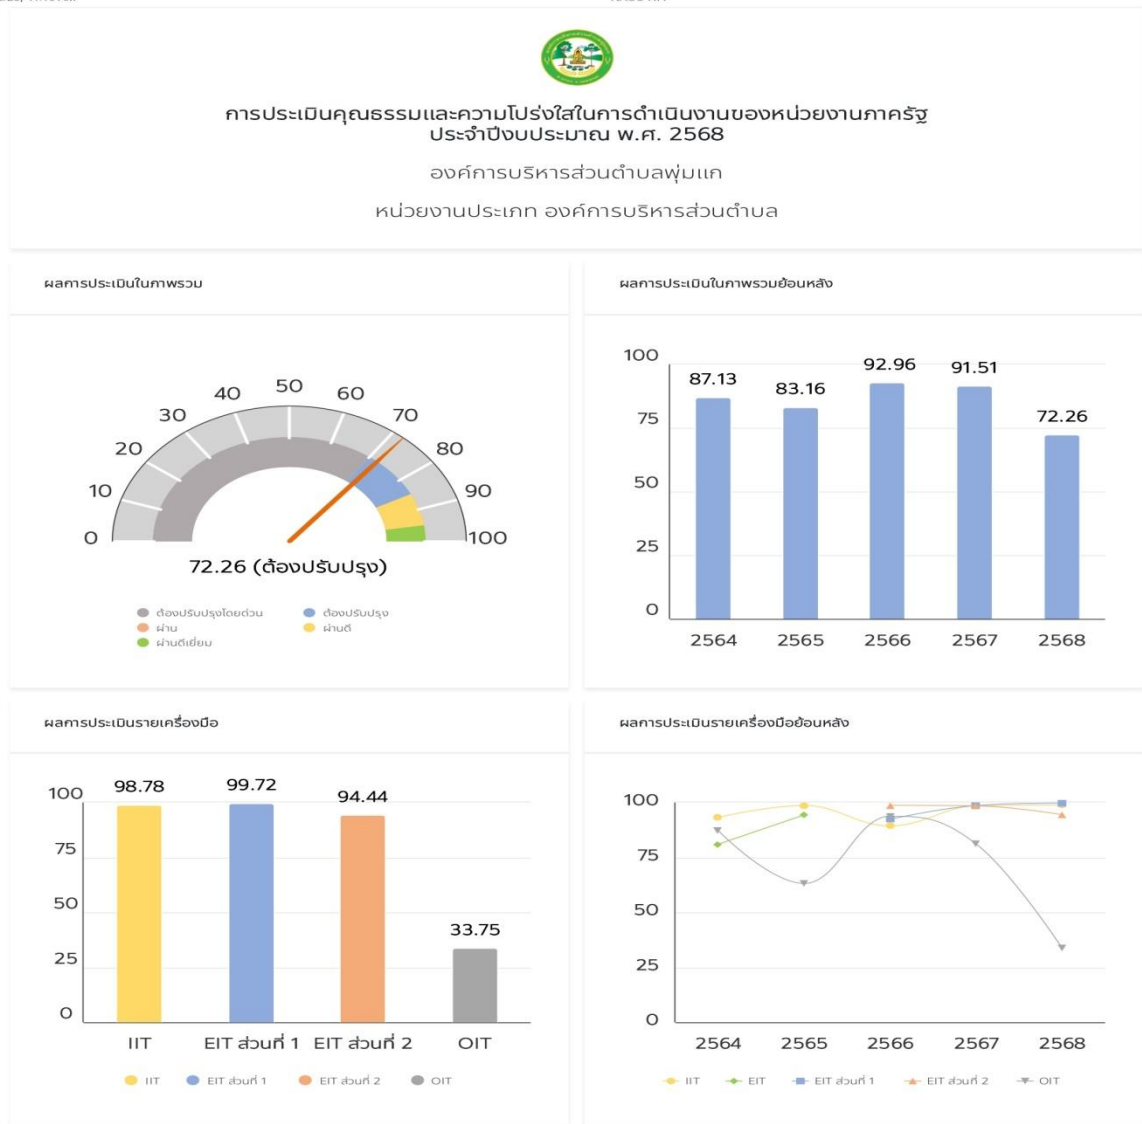 การประเมินคุณธรรมและความโปร่งใสในการดำเนินงานของหน่วยงานภาครัฐ
ประจำปีงบประมาณ พ.ศ. 2568
องค์การบริหารส่วนตำบลพุ่มแก
หน่วยงานประเภท องค์การบริหารส่วนตำบล
ผลการประเมินในภาพรวม
0
10
20
30
40
50
60
70
80
90
100
72.26 (ต้องปรับปรุง)
ต้องปรับปรุงโดยด่วน ต้องปรับปรุง
ผ่าน ผ่านดี
ผ่านดีเยี่ยม
ผลการประเมินในภาพรวมย้อนหลัง
100
75
50
25
0
87.13 83.16 92.96 91.51 72.26
2564 2565 2566 2567 2568
ผลการประเมินรายเครื่องมือ
100
75
50
25
0
98.78 99.72 94.44 33.75
IIT EIT ส่วนที่ 1 EIT ส่วนที่ 2 OIT
IIT EIT ส่วนที่ 1 EIT ส่วนที่ 2 OIT
ผลการประเมินรายเครื่องมือย้อนหลัง
100
75
50
25
0
2564 2565 2566 2567 2568
IIT EIT EIT ส่วนที่ 1 EIT ส่วนที่ 2 OIT